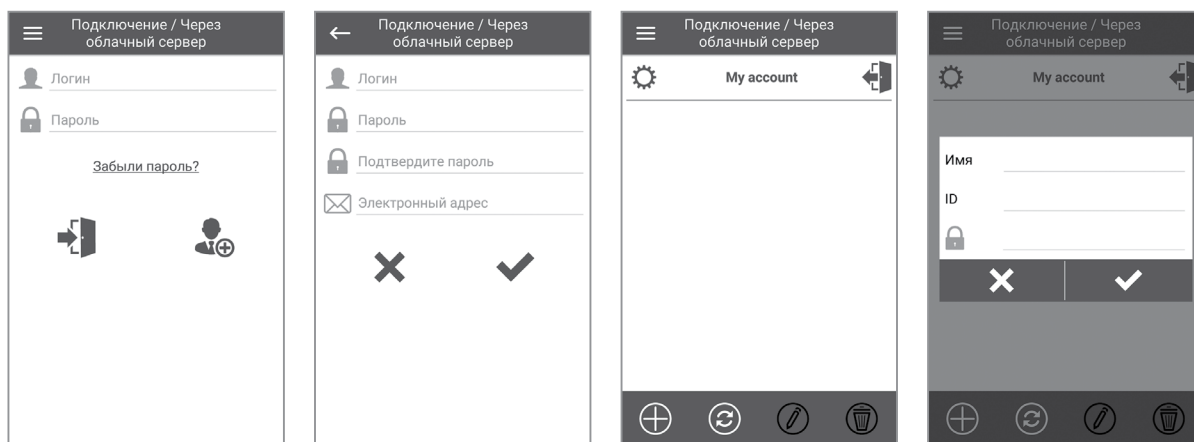 Подключение / Через
облачный сервер
Логин
Пароль
Забыли пароль?
Подключение / Через
облачный сервер
Логин
Пароль
Подтвердите пароль
Электронный адрес
Подключение / Через
облачный сервер
My account
Подключение / Через
облачный сервер
My account
Имя
ID